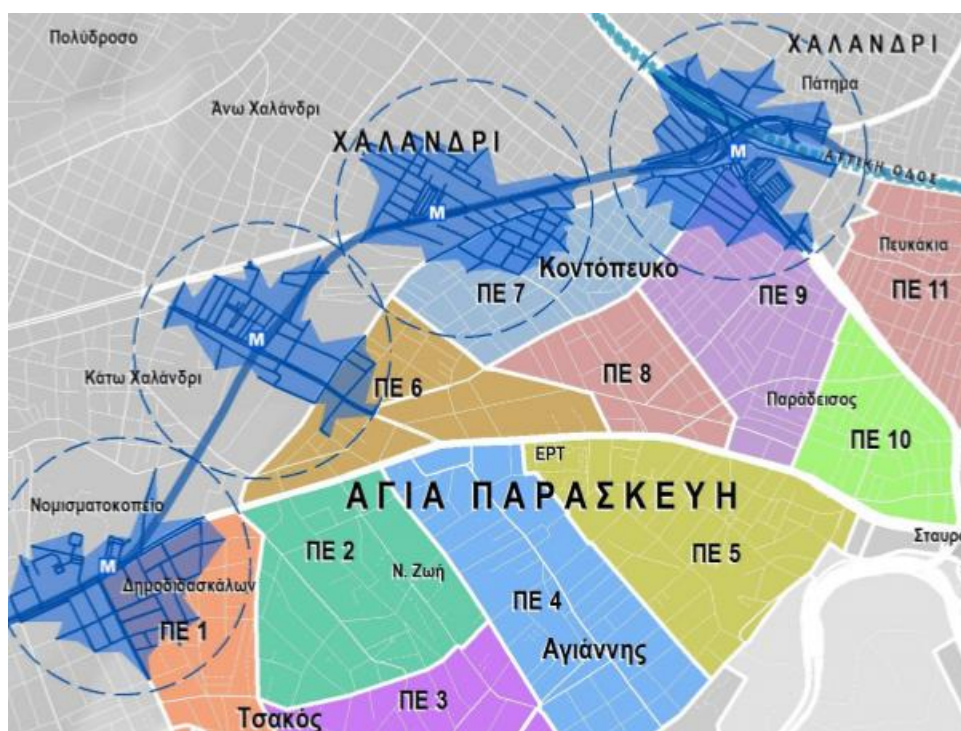 Πολύδροσο
ΧΑΛΑΝΔΡΙ
Πάτημα
Άνω Χαλάνδρι
ΧΑΛΑΝΔΡΙ
M
ΑΤΤΙΚΗ ΟΔΟΣ
M
Κοντόπευκο
Πευκάκια
ΠΕ 7
ΠΕ 9
ΠΕ 11
M
Κάτω Χαλάνδρι
ΠΕ 6
ΠΕ 8
Παράδεισος
ΠΕ 10
ΕΡΤ
ΑΓΙΑ ΠΑΡΑΣΚΕΥΗ
Νομισματοκοπείο
Σταυρο
ΠΕ 2
ΠΕ 5
M
Δημοδιδασκάλων
Ν. Ζωή
ΠΕ 4
ΠΕ 1
Αγιάννης
ΠΕ 3
Τσακός